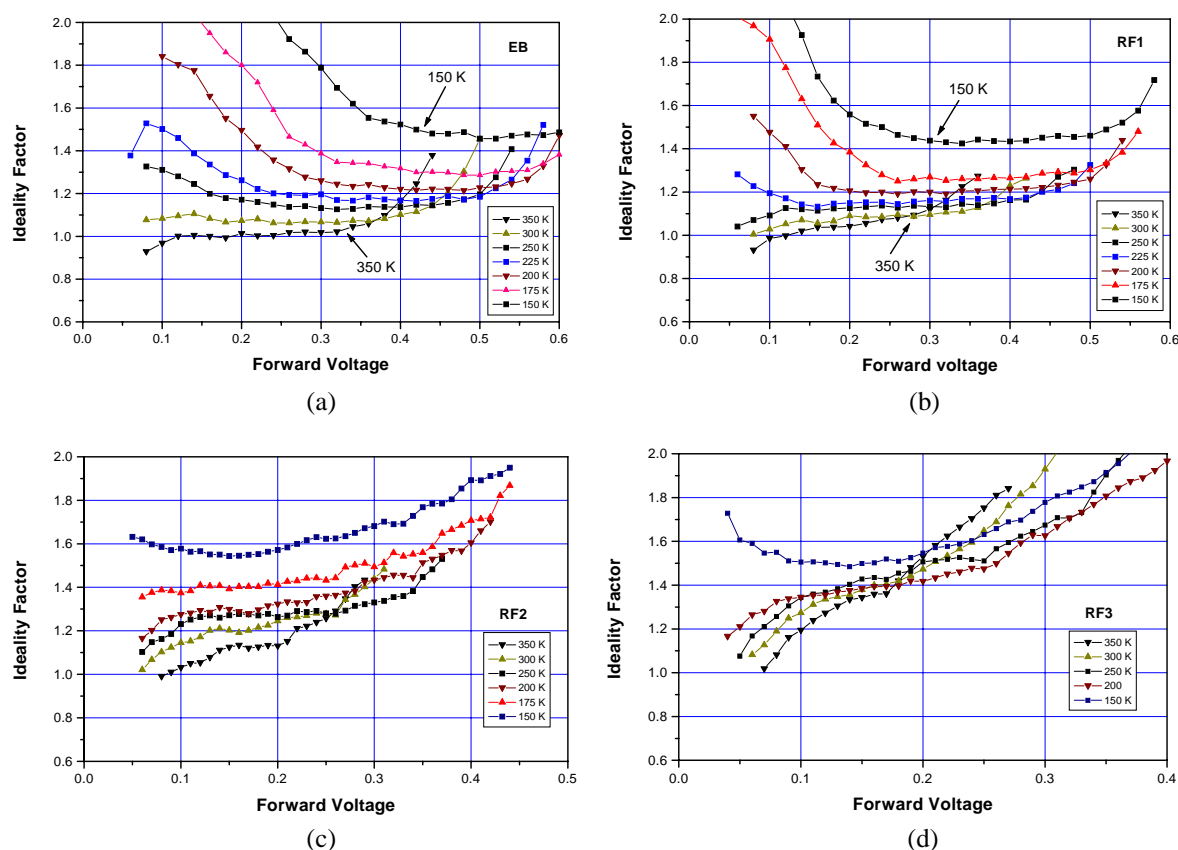 2.0
1.8
1.6
1.4
1.2
1.0
0.8
0.6
Ideality Factor
EB
150 K
350 K
350 K
300 K
250 K
225 K
200 K
175 K
150 K
0.0 0.1 0.2 0.3 0.4 0.5 0.6
Forward Voltage
(a)
2.0
1.8
1.6
1.4
1.2
1.0
0.8
0.6
Ideality Factor
RF1
150 K
350 K
350 K
300 K
250 K
225 K
200 K
175 K
150 K
0.0 0.1 0.2 0.3 0.4 0.5 0.6
Forward voltage
(b)
2.0
1.8
1.6
1.4
1.2
1.0
0.8
0.6
Ideality Factor
RF2
350 K
300 K
250 K
200 K
175 K
150 K
0.0 0.1 0.2 0.3 0.4 0.5
Forward Voltage
(c)
2.0
1.8
1.6
1.4
1.2
1.0
0.8
0.6
Ideality Factor
RF3
350 K
300 K
250 K
200
150 K
0.0 0.1 0.2 0.3 0.4
Forward Voltage
(d)